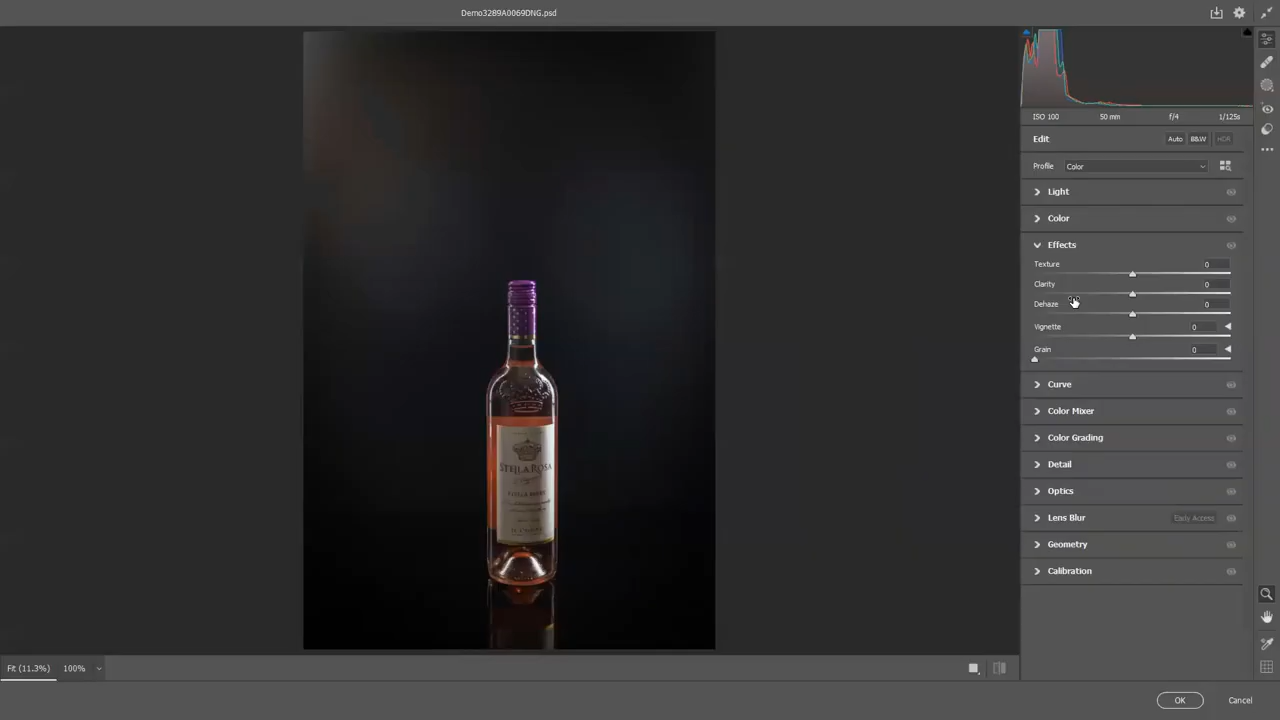 Demo3289A0069DNG.psd
ISO 100 50 mm f/4 1/125s
Edit Auto B&W HDR
Profile Color
Light
Color
Effects
Texture 0
Clarity 0
Dehaze 0
Vignette 0
Grain 0
Curve
Color Mixer
Color Grading
Detail
Optics
Lens Blur Early Access
Geometry
Calibration
STELLA ROSA
Fit (11.3%) 100%
OK Cancel